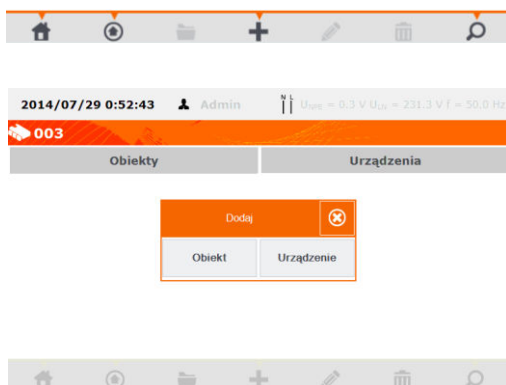 2014/07/29 0:52:43 Admin N L U_NPE = 0.3 V U_LN = 231.3 V f = 50.0 Hz
003
Obiekty Urządzenia
Dodaj
Obiekt Urządzenie